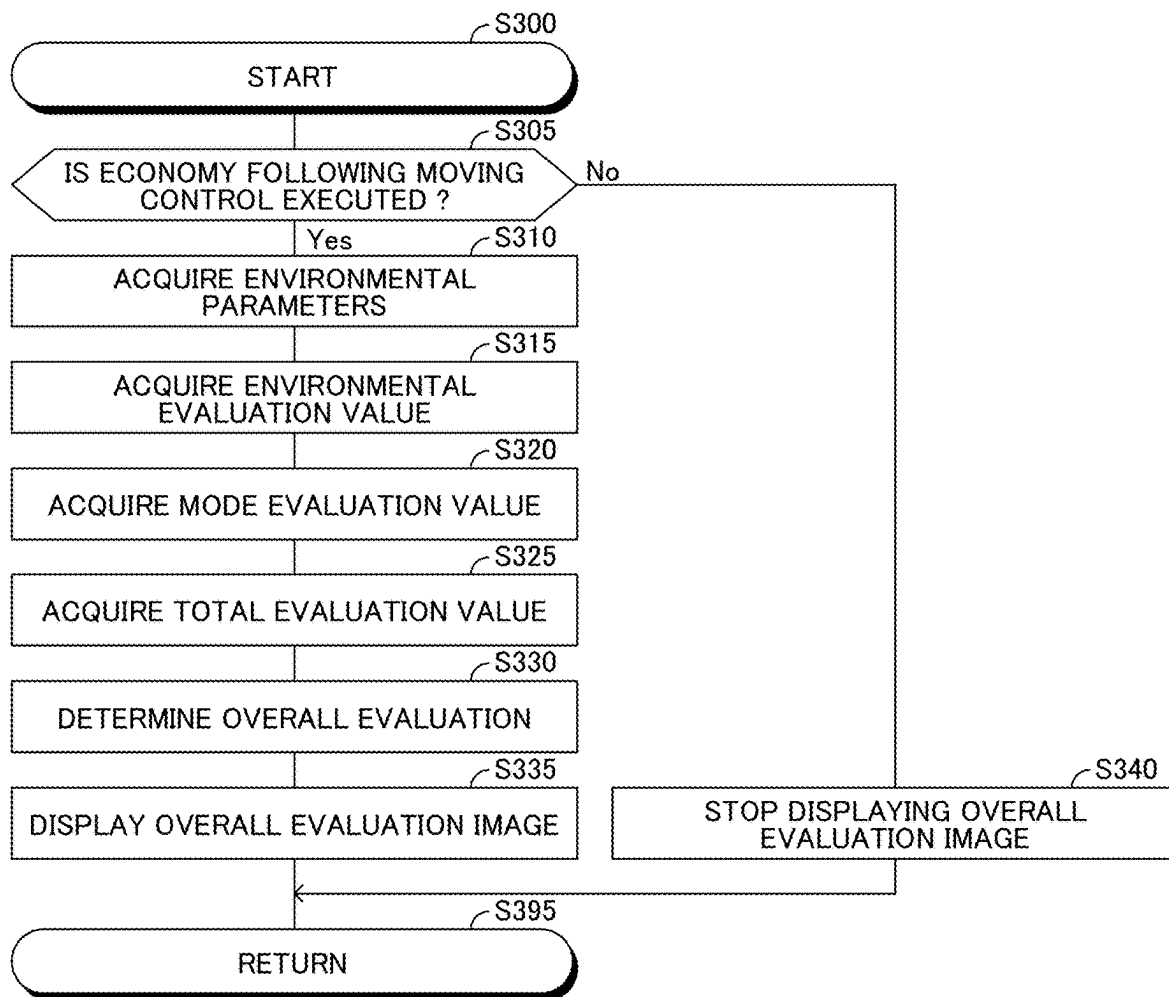 S300
START
S305
IS ECONOMY FOLLOWING MOVING
CONTROL EXECUTED ?
No
Yes
S310
ACQUIRE ENVIRONMENTAL
PARAMETERS
S315
ACQUIRE ENVIRONMENTAL
EVALUATION VALUE
S320
ACQUIRE MODE EVALUATION VALUE
S325
ACQUIRE TOTAL EVALUATION VALUE
S330
DETERMINE OVERALL EVALUATION
S335
DISPLAY OVERALL EVALUATION IMAGE
S340
STOP DISPLAYING OVERALL
EVALUATION IMAGE
S395
RETURN